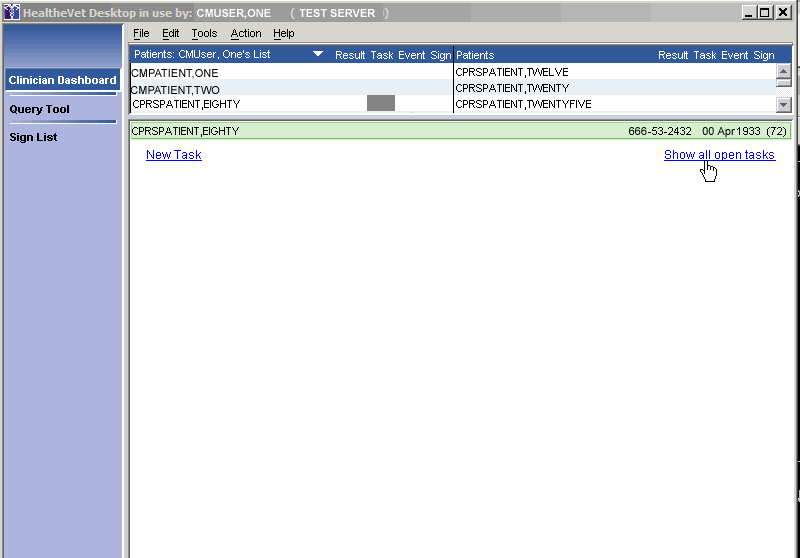 HealtheVet Desktop in use by: CMUSER,ONE ( TEST SERVER )
File Edit Tools Action Help
Clinician Dashboard
Query Tool
Sign List
Patients: CMUser, One's List Result Task Event Sign Patients Result Task Event Sign
CMPATIENT,ONE CPRSPATIENT,TWELVE
CMPATIENT,TWO CPRSPATIENT,TWENTY
CPRSPATIENT,EIGHTY CPRSPATIENT,TWENTYFIVE
CPRSPATIENT,EIGHTY 666-53-2432 00 Apr 1933 (72)
New Task Show all open tasks